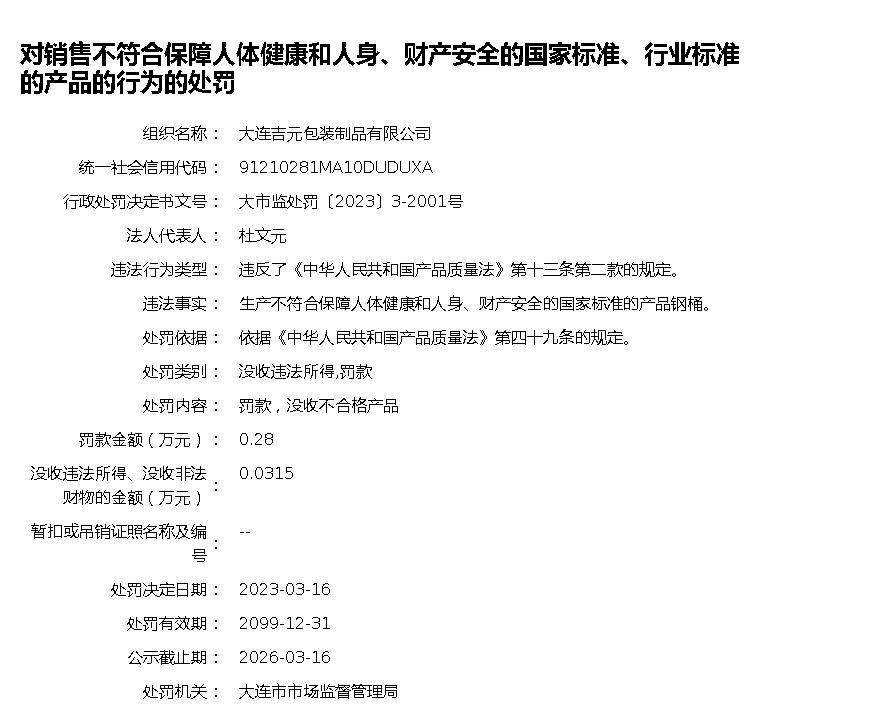 对销售不符合保障人体健康和人身、财产安全的国家标准、行业标准
的产品的行为的处罚
组织名称： 大连吉元包装制品有限公司
统一社会信用代码： 91210281MA10DUDUXA
行政处罚决定书文号： 大市监处罚〔2023〕3-2001号
法人代表人： 杜文元
违法行为类型： 违反了《中华人民共和国产品质量法》第十三条第二款的规定。
违法事实： 生产不符合保障人体健康和人身、财产安全的国家标准的产品钢桶。
处罚依据： 依据《中华人民共和国产品质量法》第四十九条的规定。
处罚类别： 没收违法所得,罚款
处罚内容： 罚款，没收不合格产品
罚款金额（万元）： 0.28
没收违法所得、没收非法 0.0315
财物的金额（万元）：
暂扣或吊销证照名称及编 --
号：
处罚决定日期： 2023-03-16
处罚有效期： 2099-12-31
公示截止期： 2026-03-16
处罚机关： 大连市市场监督管理局